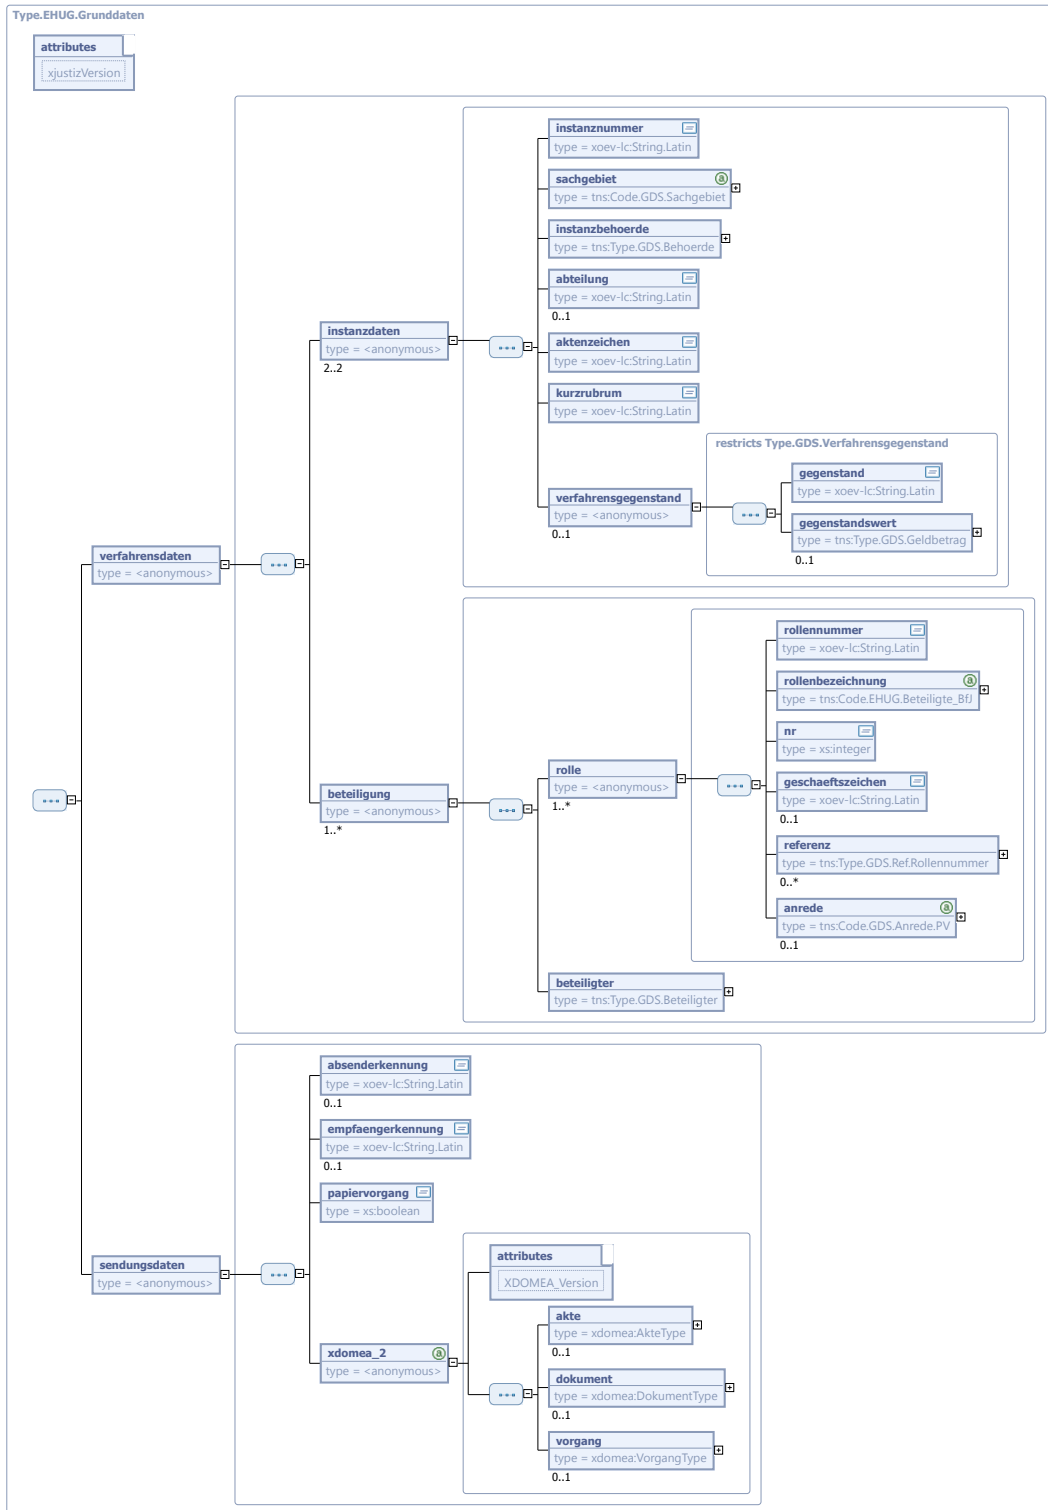 Type.EHUG.Grunddaten
attributes
xjustizVersion
verfahrensdaten
type = <anonymous>
instanzdaten
type = <anonymous>
2..2
instanznummer
type = xoev-lc:String.Latin
sachgebiet
type = tns:Code.GDS.Sachgebiet
instanzbehoerde
type = tns:Type.GDS.Behoerde
abteilung
type = xoev-lc:String.Latin
0..1
aktenzeichen
type = xoev-lc:String.Latin
kurzrubrum
type = xoev-lc:String.Latin
verfahrensgegenstand
type = <anonymous>
0..1
restricts Type.GDS.Verfahrensgegenstand
gegenstand
type = xoev-lc:String.Latin
gegenstandswert
type = tns:Type.GDS.Geldbetrag
0..1
beteiligung
type = <anonymous>
1..*
rolle
type = <anonymous>
1..*
rollennummer
type = xoev-lc:String.Latin
rollenbezeichnung
type = tns:Code.EHUG.Beteiligte_BfJ
nr
type = xs:integer
geschaeftszeichen
type = xoev-lc:String.Latin
0..1
referenz
type = tns:Type.GDS.Ref.Rollennummer
0..*
anrede
type = tns:Code.GDS.Anrede.PV
0..1
beteiligter
type = tns:Type.GDS.Beteiligter
sendungsdaten
type = <anonymous>
absenderkennung
type = xoev-lc:String.Latin
0..1
empfaengerkennung
type = xoev-lc:String.Latin
0..1
papiervorgang
type = xs:boolean
xdomea_2
type = <anonymous>
attributes
XDOMEA_Version
akte
type = xdomea:AkteType
0..1
dokument
type = xdomea:DokumentType
0..1
vorgang
type = xdomea:VorgangType
0..1